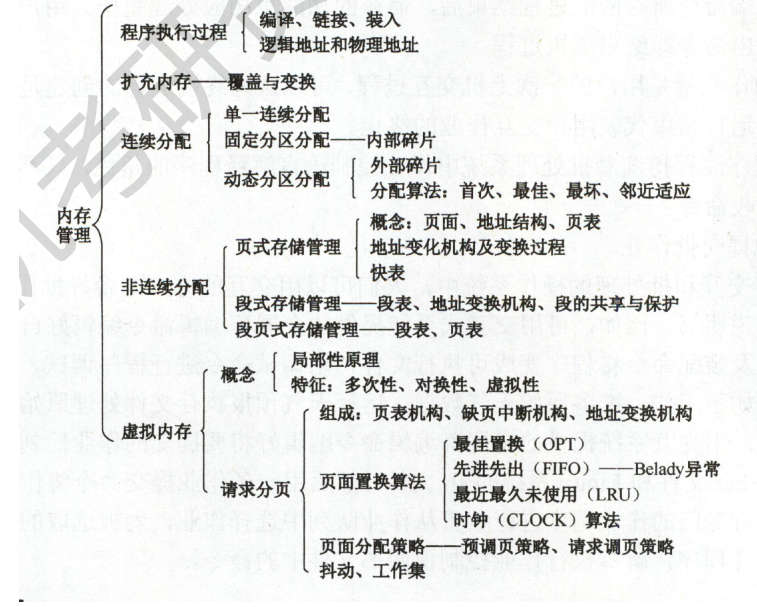 程序执行过程
编译、链接、装入
逻辑地址和物理地址
扩充内存——覆盖与变换
连续分配
单一连续分配
固定分区分配——内部碎片
动态分区分配
外部碎片
分配算法：首次、最佳、最坏、邻近适应
内存
管理
非连续分配
页式存储管理
概念：页面、地址结构、页表
地址变化机构及变换过程
快表
段式存储管理——段表、地址变换机构、段的共享与保护
段页式存储管理——段表、页表
虚拟内存
概念
局部性原理
特征：多次性、对换性、虚拟性
请求分页
组成：页表机构、缺页中断机构、地址变换机构
页面置换算法
最佳置换（OPT）
先进先出（FIFO）——Belady异常
最近最久未使用（LRU）
时钟（CLOCK）算法
页面分配策略——预调页策略、请求调页策略
抖动、工作集